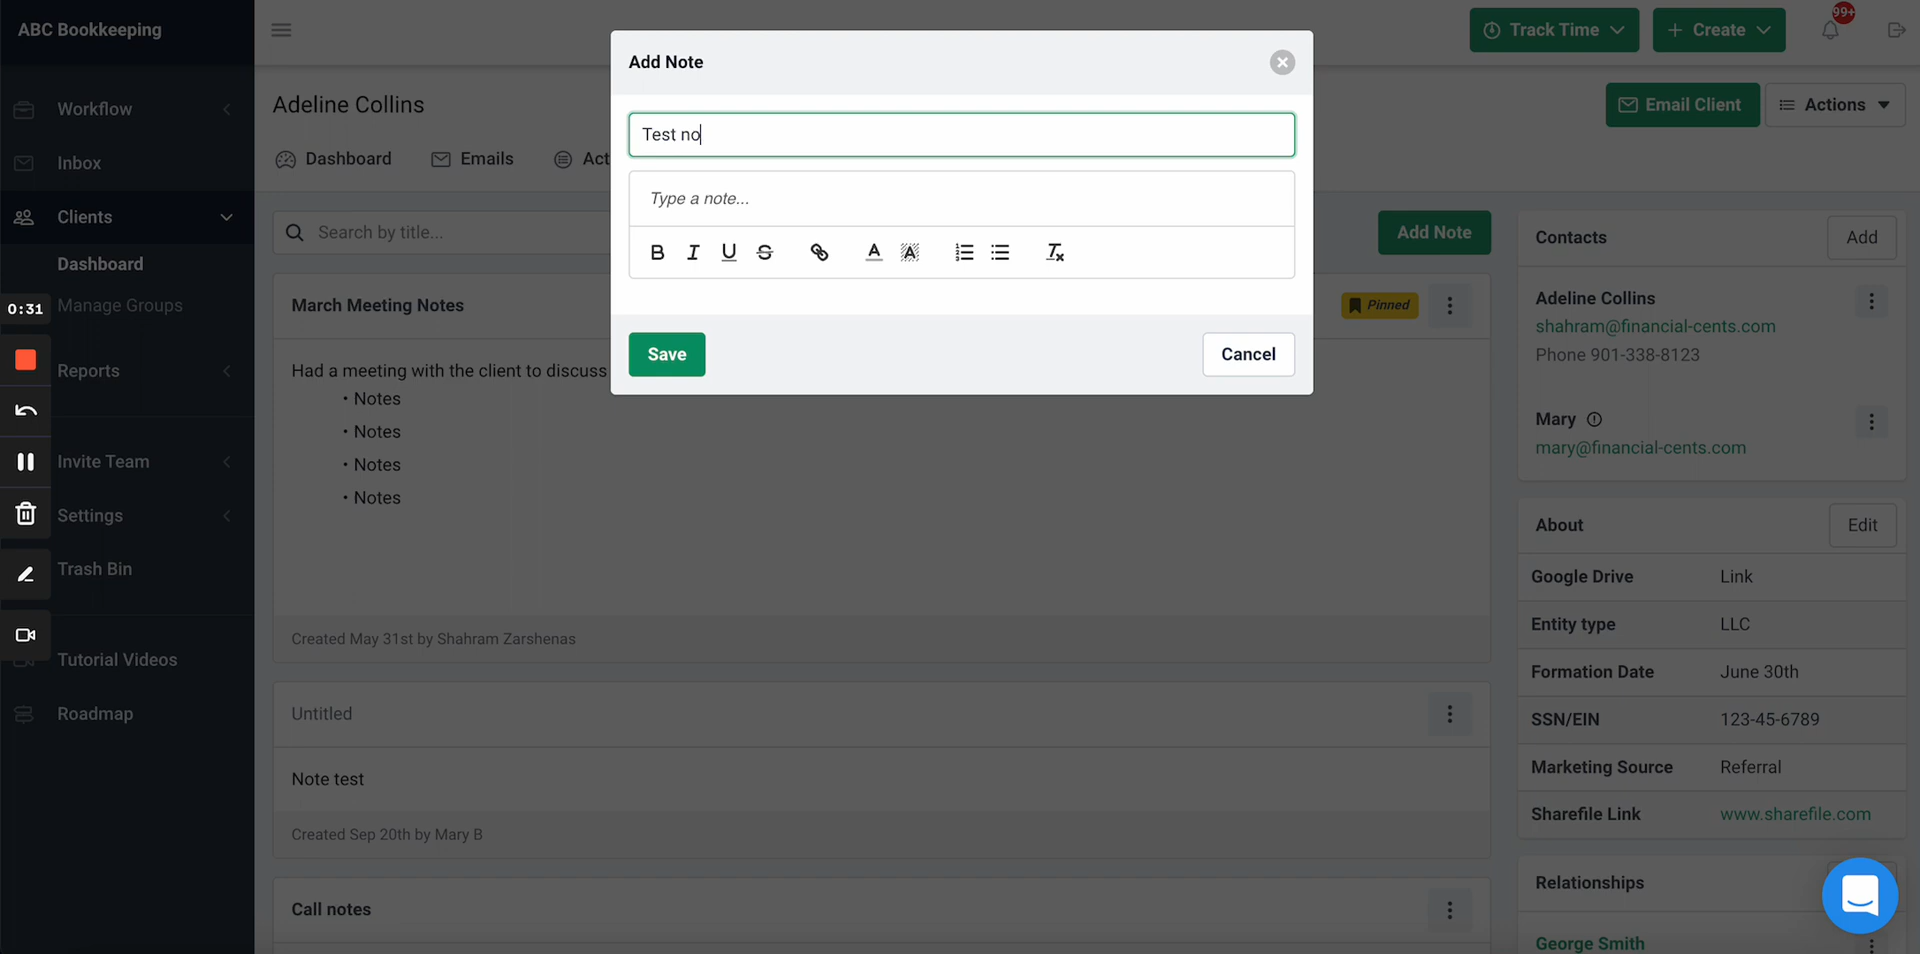 ABC Bookkeeping
Track Time
+ Create
99+
Workflow
Inbox
Clients
Dashboard
Manage Groups
0:31
Reports
Invite Team
Settings
Trash Bin
Tutorial Videos
Roadmap
Adeline Collins
Email Client
Actions
Dashboard
Emails
Act
Search by title...
Add Note
Add Note
Test no
Type a note...
B I U S A A
Save
Cancel
March Meeting Notes
Pinned
Had a meeting with the client to discuss
• Notes
• Notes
• Notes
• Notes
Created May 31st by Shahram Zarshenas
Untitled
Note test
Created Sep 20th by Mary B
Call notes
Contacts
Add
Adeline Collins
shahram@financial-cents.com
Phone 901-338-8123
Mary
mary@financial-cents.com
About
Edit
Google Drive Link
Entity type LLC
Formation Date June 30th
SSN/EIN 123-45-6789
Marketing Source Referral
Sharefile Link www.sharefile.com
Relationships
George Smith